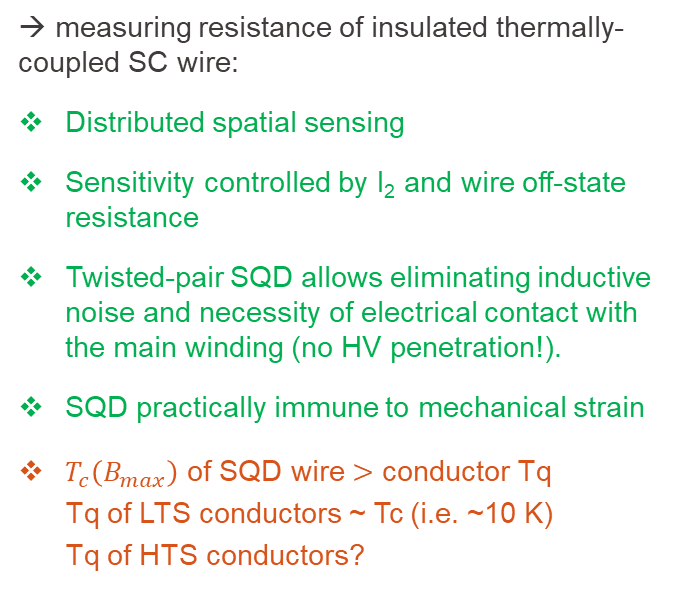 → measuring resistance of insulated thermally-
coupled SC wire:
❖ Distributed spatial sensing
❖ Sensitivity controlled by I₂ and wire off-state
resistance
❖ Twisted-pair SQD allows eliminating inductive
noise and necessity of electrical contact with
the main winding (no HV penetration!).
❖ SQD practically immune to mechanical strain
❖ T_c(B_max) of SQD wire > conductor Tq
Tq of LTS conductors ~ Tc (i.e. ~10 K)
Tq of HTS conductors?